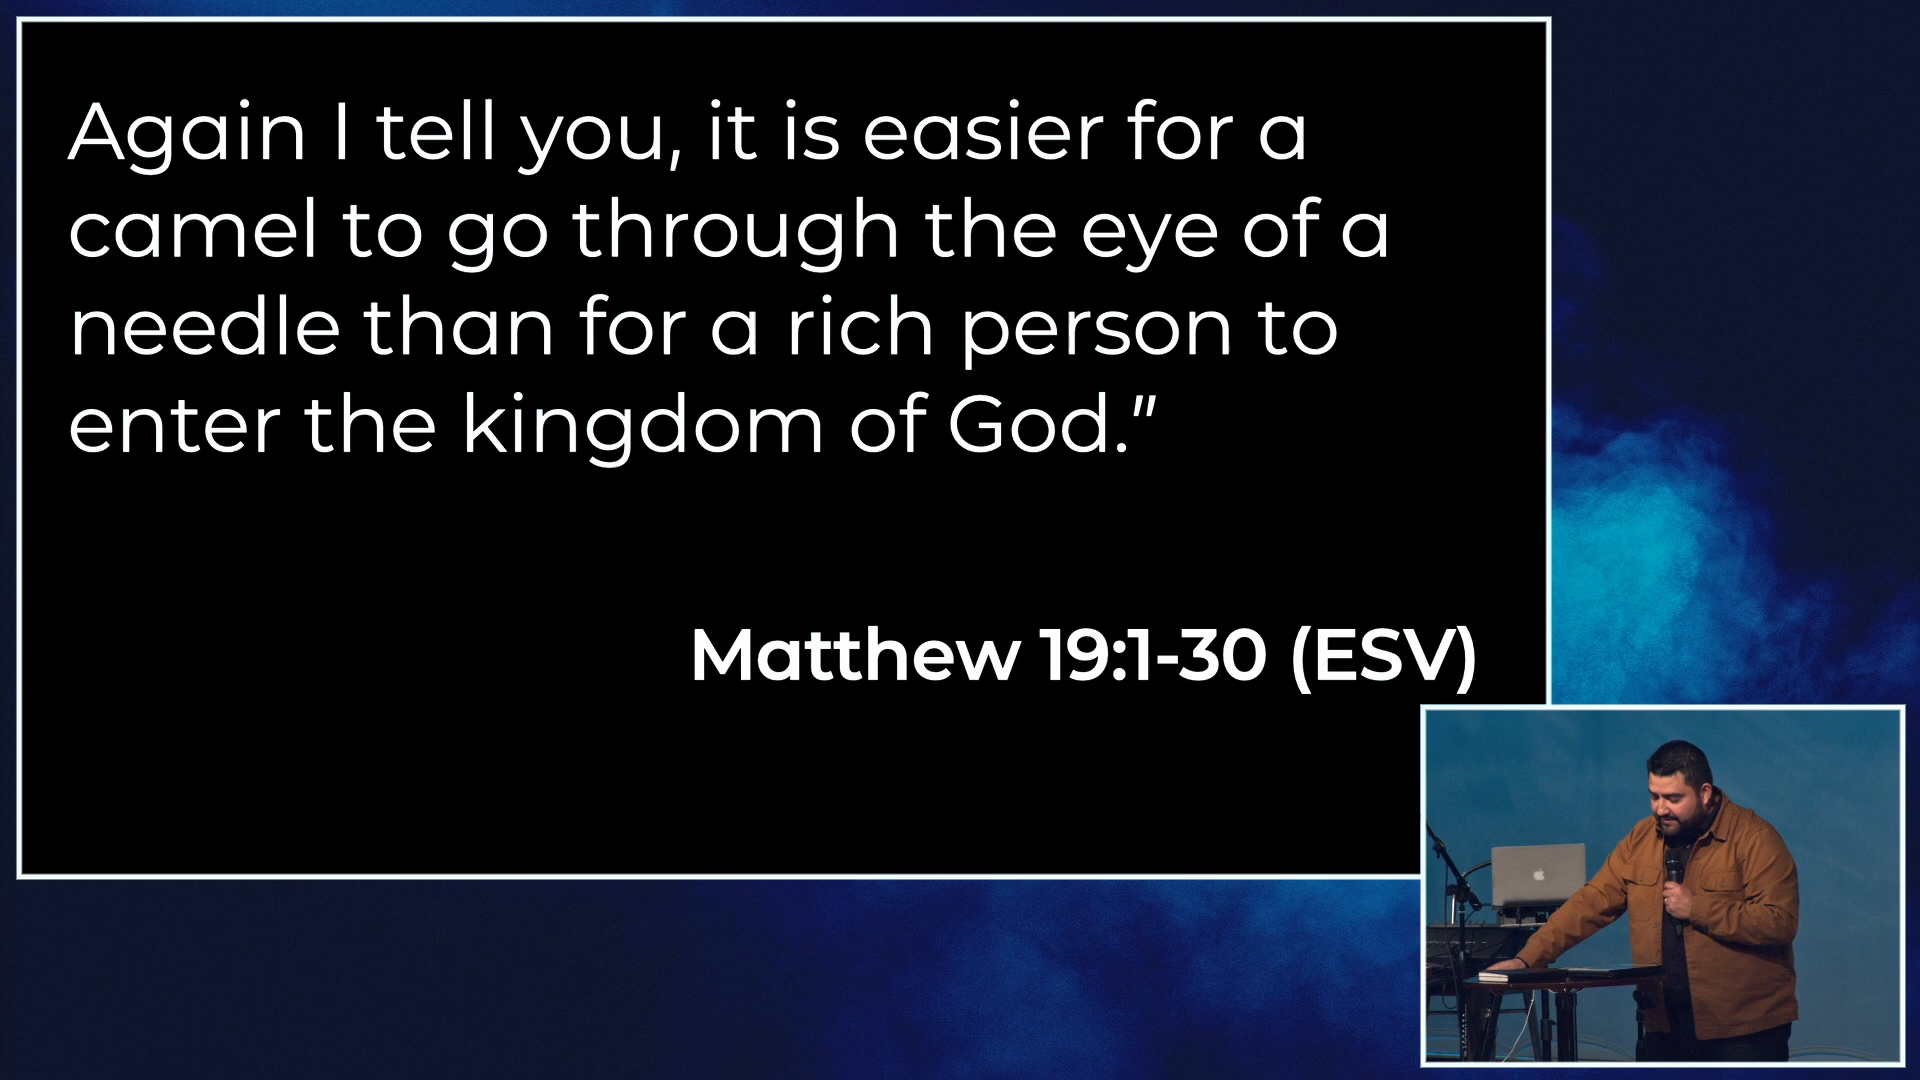 Again I tell you, it is easier for a
camel to go through the eye of a
needle than for a rich person to
enter the kingdom of God.”
Matthew 19:1-30 (ESV)